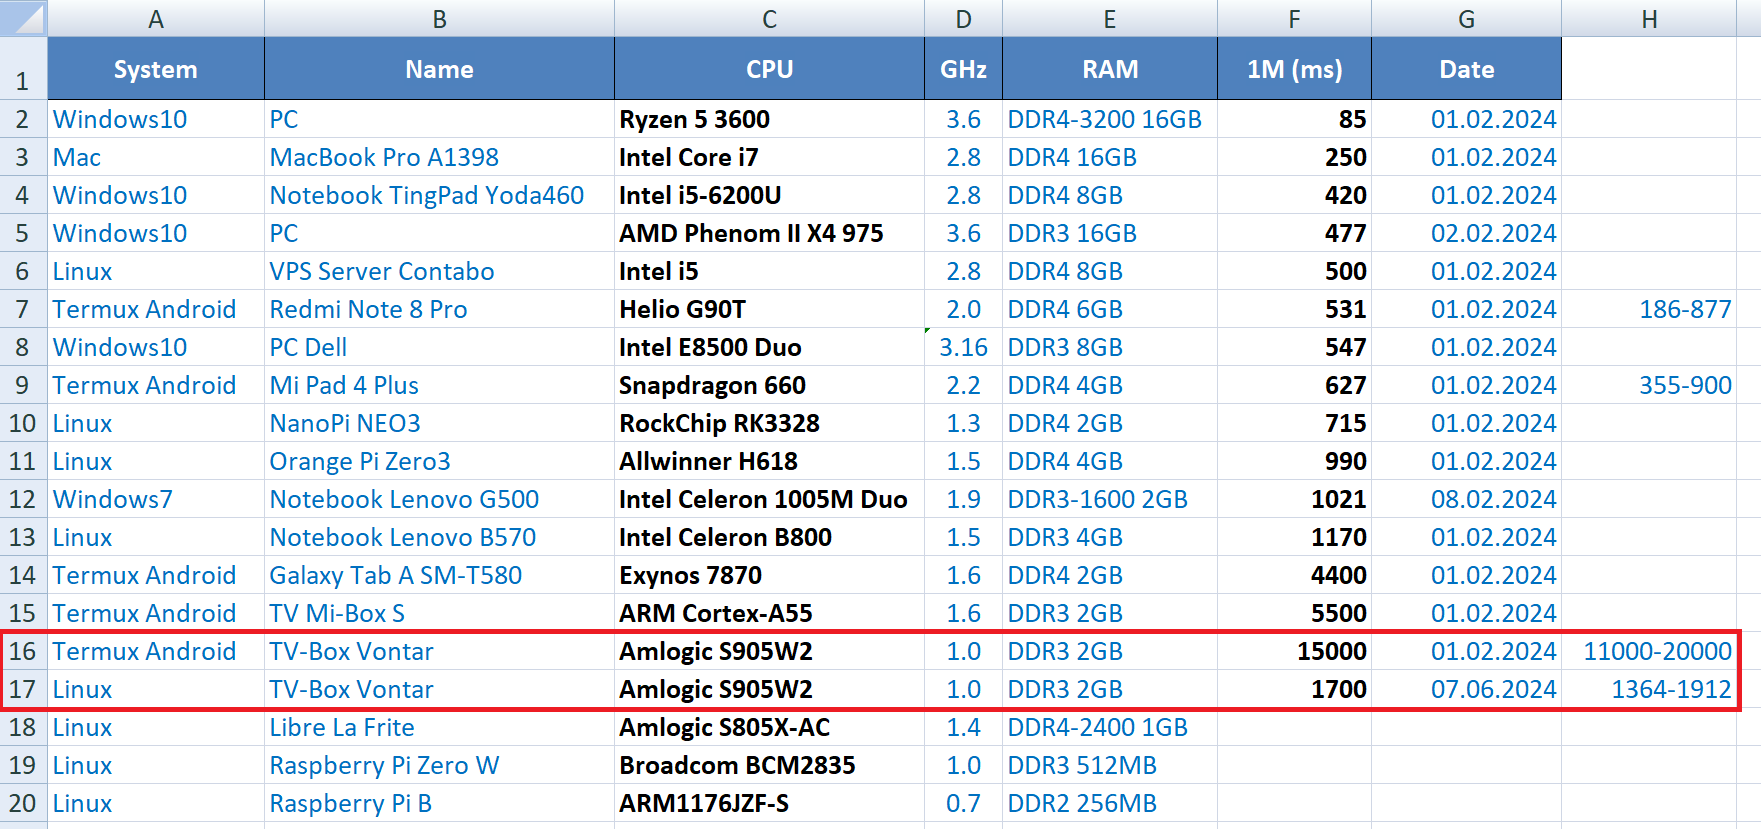 A B C D E F G H
1 System Name CPU GHz RAM 1M (ms) Date
2 Windows10 PC Ryzen 5 3600 3.6 DDR4-3200 16GB 85 01.02.2024
3 Mac MacBook Pro A1398 Intel Core i7 2.8 DDR4 16GB 250 01.02.2024
4 Windows10 Notebook TingPad Yoda460 Intel i5-6200U 2.8 DDR4 8GB 420 01.02.2024
5 Windows10 PC AMD Phenom II X4 975 3.6 DDR3 16GB 477 02.02.2024
6 Linux VPS Server Contabo Intel i5 2.8 DDR4 8GB 500 01.02.2024
7 Termux Android Redmi Note 8 Pro Helio G90T 2.0 DDR4 6GB 531 01.02.2024 186-877
8 Windows10 PC Dell Intel E8500 Duo 3.16 DDR3 8GB 547 01.02.2024
9 Termux Android Mi Pad 4 Plus Snapdragon 660 2.2 DDR4 4GB 627 01.02.2024 355-900
10 Linux NanoPi NEO3 RockChip RK3328 1.3 DDR4 2GB 715 01.02.2024
11 Linux Orange Pi Zero3 Allwinner H618 1.5 DDR4 4GB 990 01.02.2024
12 Windows7 Notebook Lenovo G500 Intel Celeron 1005M Duo 1.9 DDR3-1600 2GB 1021 08.02.2024
13 Linux Notebook Lenovo B570 Intel Celeron B800 1.5 DDR3 4GB 1170 01.02.2024
14 Termux Android Galaxy Tab A SM-T580 Exynos 7870 1.6 DDR4 2GB 4400 01.02.2024
15 Termux Android TV Mi-Box S ARM Cortex-A55 1.6 DDR3 2GB 5500 01.02.2024
16 Termux Android TV-Box Vontar Amlogic S905W2 1.0 DDR3 2GB 15000 01.02.2024 11000-20000
17 Linux TV-Box Vontar Amlogic S905W2 1.0 DDR3 2GB 1700 07.06.2024 1364-1912
18 Linux Libre La Frite Amlogic S805X-AC 1.4 DDR4-2400 1GB
19 Linux Raspberry Pi Zero W Broadcom BCM2835 1.0 DDR3 512MB
20 Linux Raspberry Pi B ARM1176JZF-S 0.7 DDR2 256MB